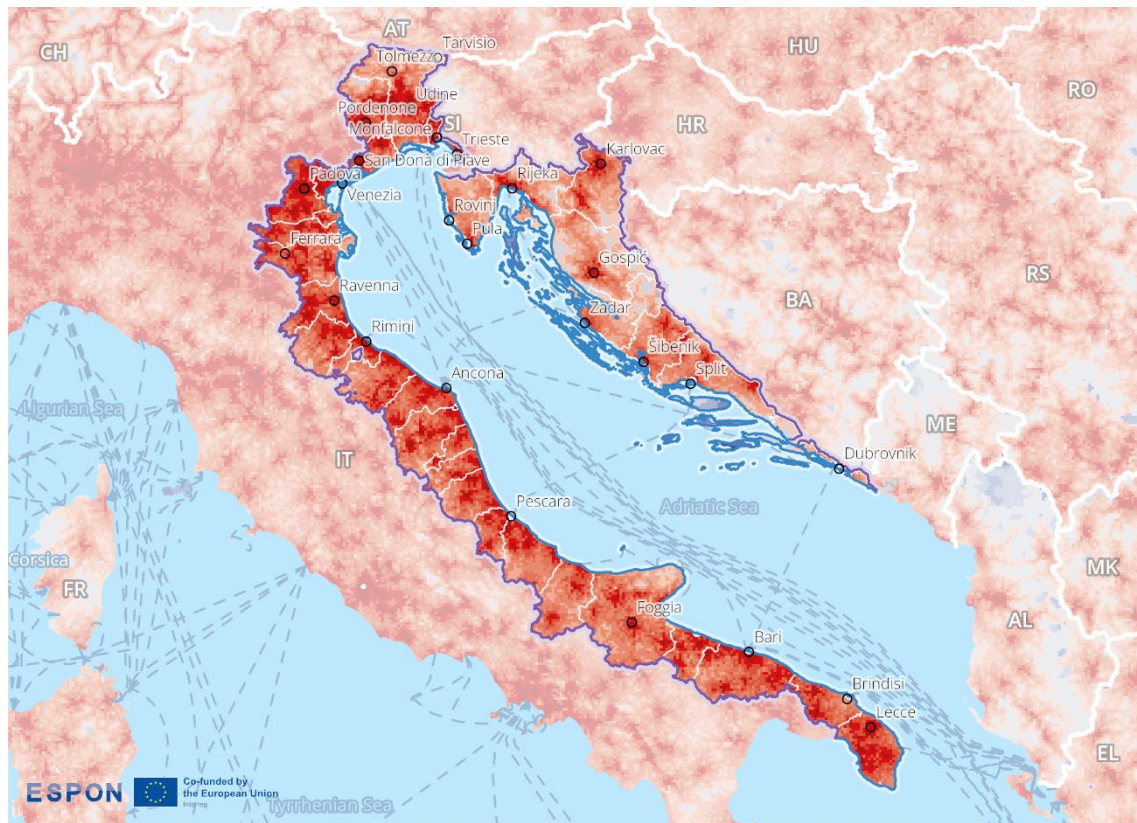 AT
CH
HU
RO
HR
SI
RS
BA
ME
MK
AL
EL
IT
FR
Tarvisio
Tolmezzo
Udine
Pordenone
Monfalcone
Trieste
San Donà di Piave
Padova
Venezia
Ferrara
Ravenna
Rimini
Ancona
Pescara
Foggia
Bari
Brindisi
Lecce
Karlovac
Rijeka
Rovinj
Pula
Gospič
Zadar
Šibenik
Split
Dubrovnik
Ligurian Sea
Adriatic Sea
Corsica
Tyrrhenian Sea
ESPON
Co-funded by
the European Union
Interreg